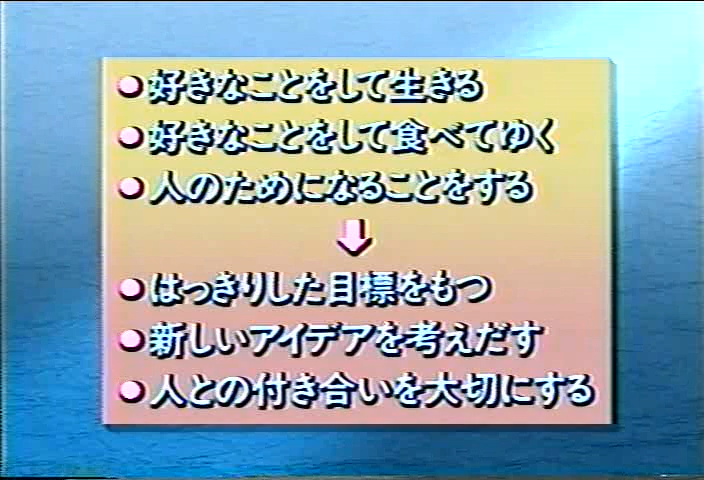 ●好きなことをして生きる
●好きなことをして食べてゆく
●人のためになることをする
⬇
●はっきりした目標をもつ
●新しいアイデアを考えだす
●人との付き合いを大切にする